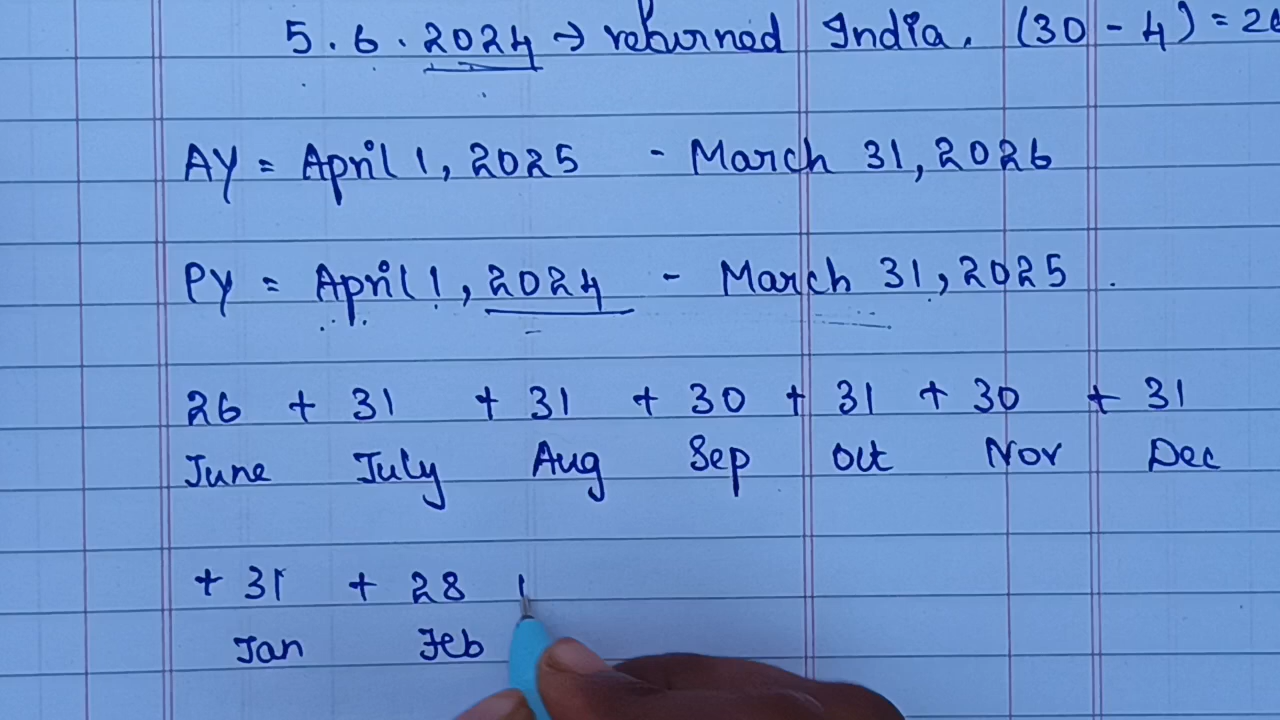 5.6.2024 → returned India. (30 - 4) = 26
AY = April 1, 2025 - March 31, 2026
PY = April 1, 2024 - March 31, 2025.
26 + 31 + 31 + 30 + 31 + 30 + 31
June July Aug Sep Oct Nov Dec
+ 31 + 28
Jan Feb